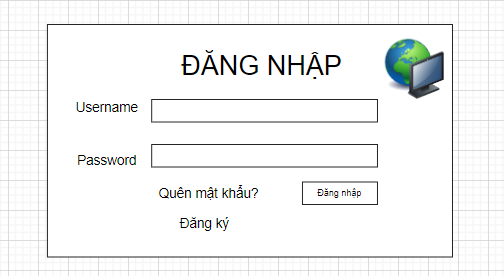 ĐĂNG NHẬP
Username
Password
Quên mật khẩu?
Đăng nhập
Đăng ký